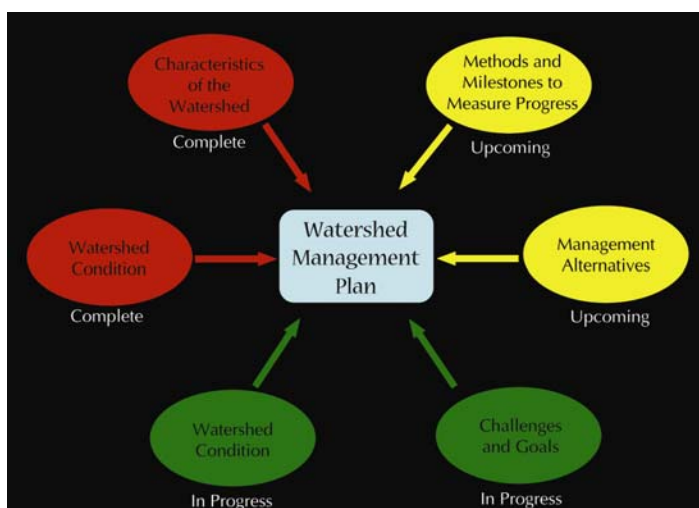 Characteristics
of the
Watershed
Complete
Methods and
Milestones to
Measure Progress
Upcoming
Watershed
Condition
Complete
Watershed
Management
Plan
Management
Alternatives
Upcoming
Watershed
Condition
In Progress
Challenges
and Goals
In Progress